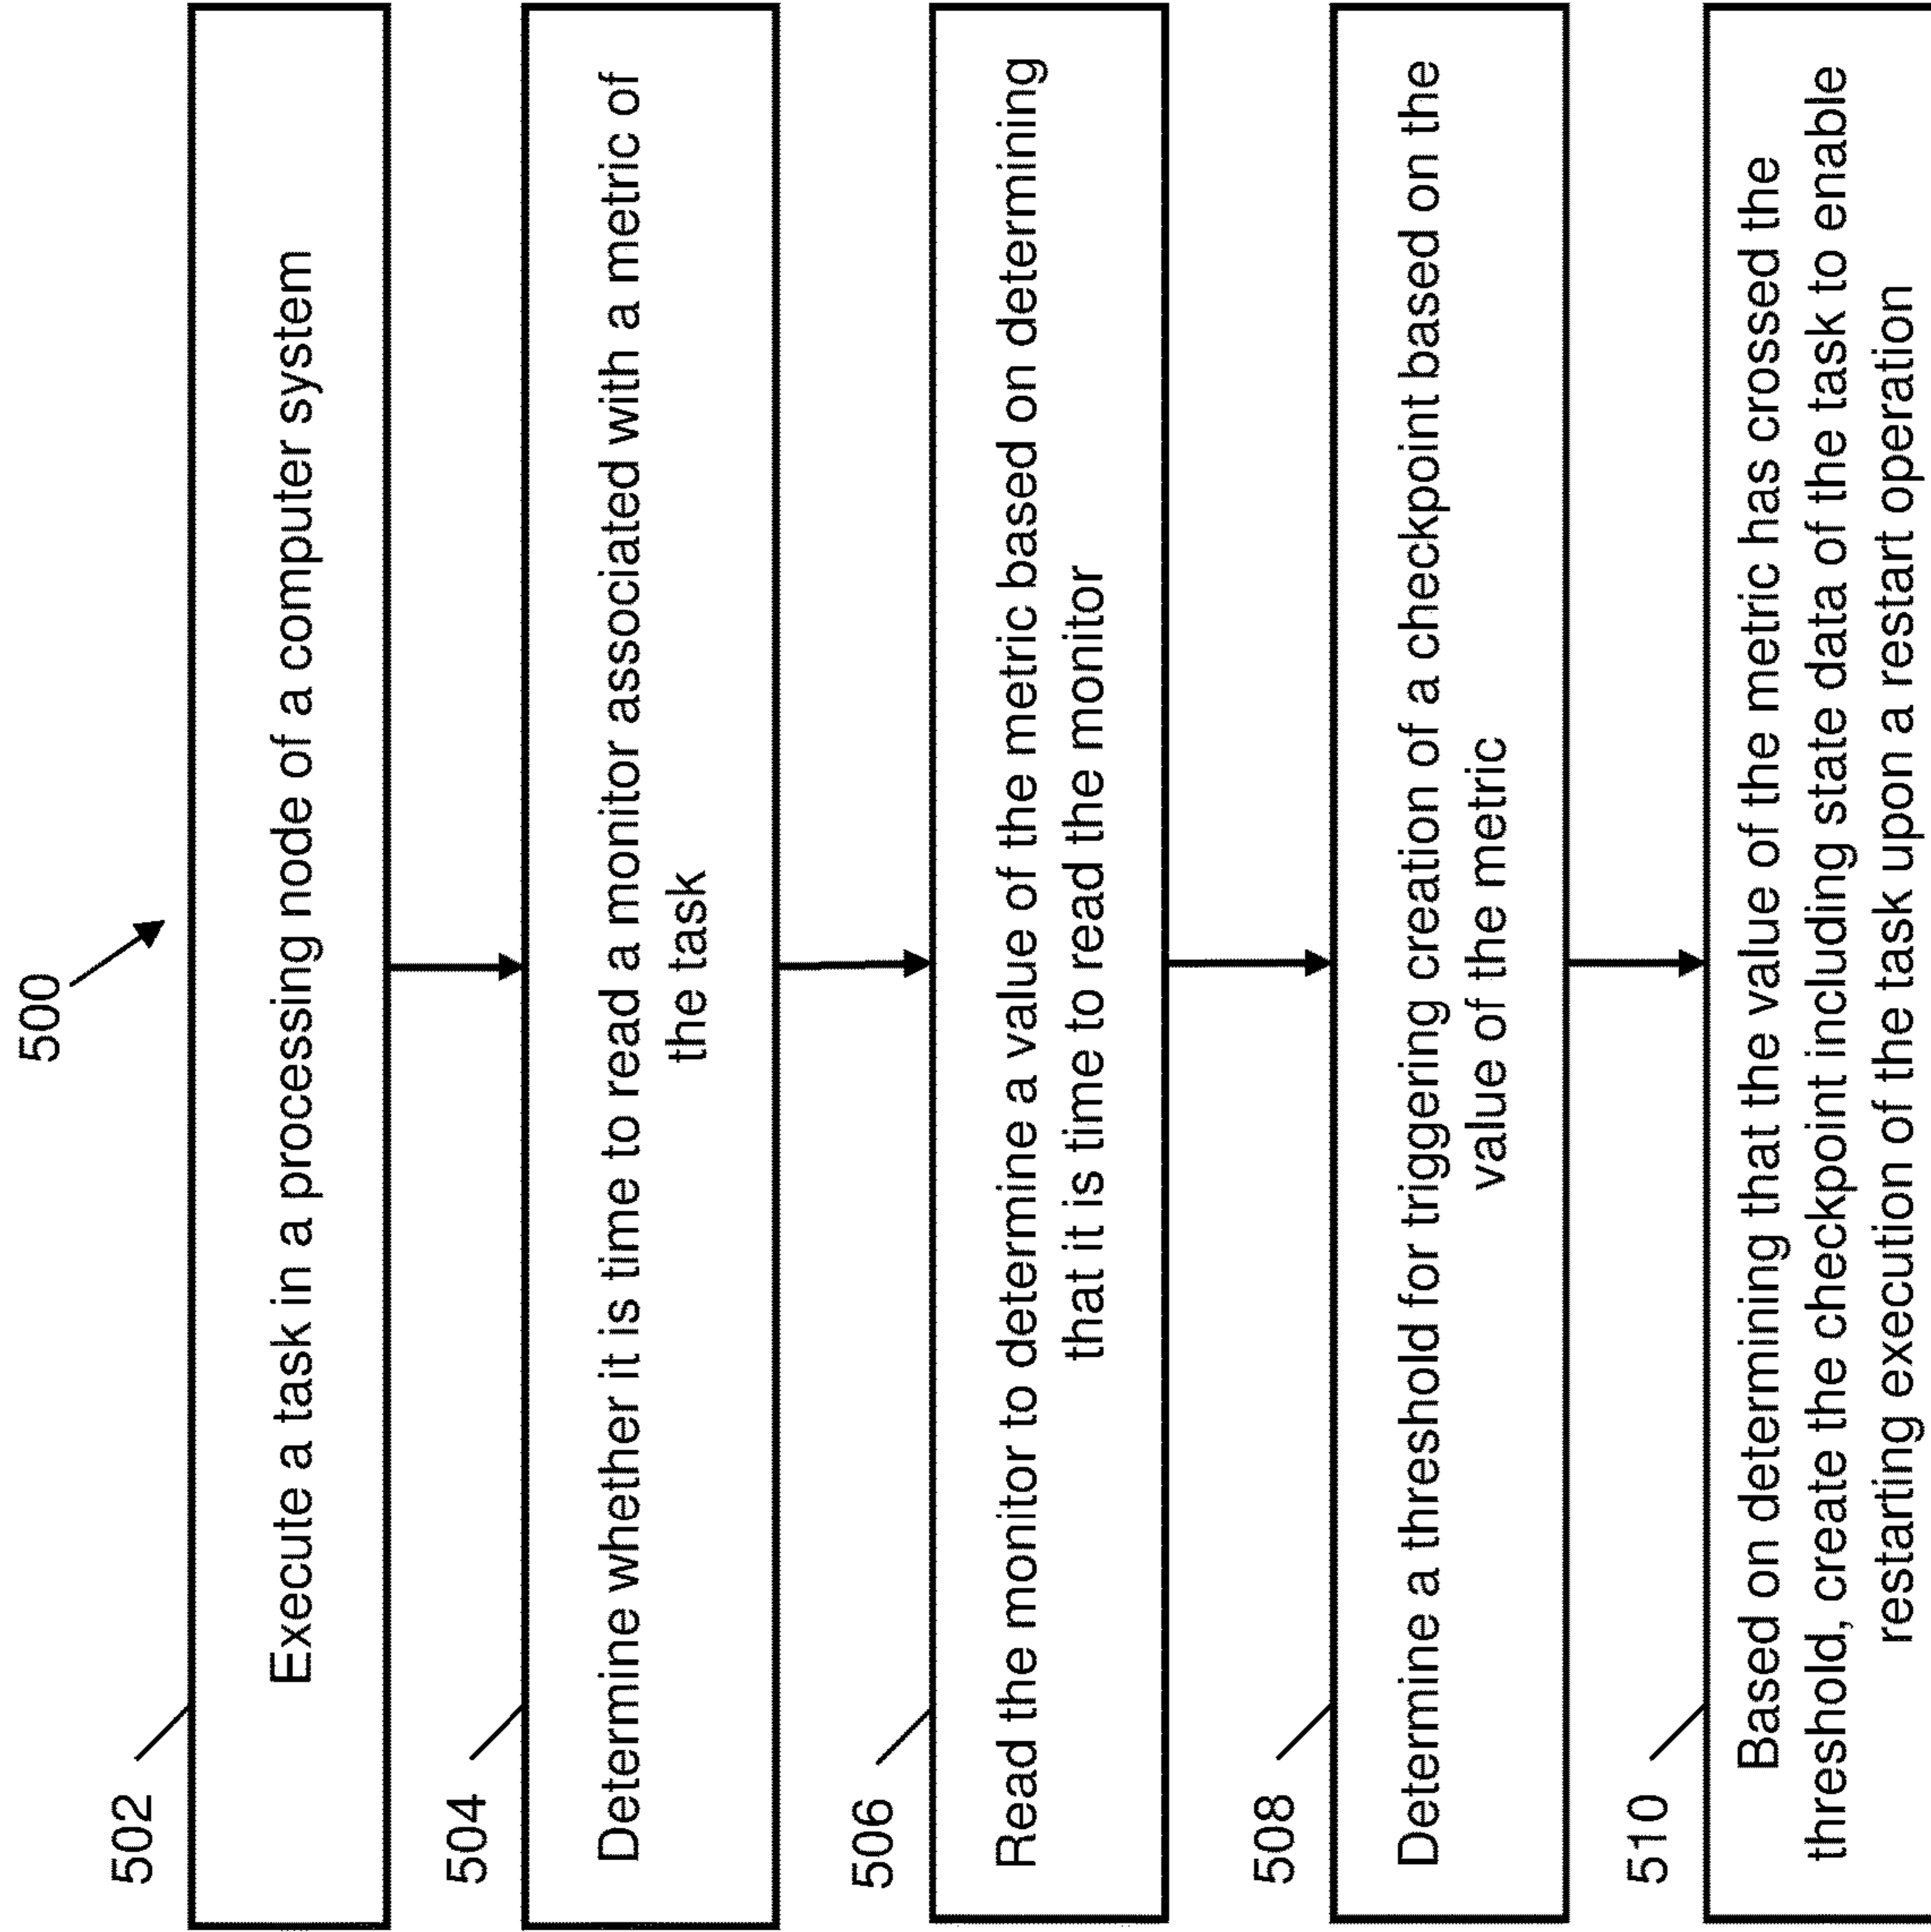 500
502
Execute a task in a processing node of a computer system
504
Determine whether it is time to read a monitor associated with a metric of
the task
506
Read the monitor to determine a value of the metric based on determining
that it is time to read the monitor
508
Determine a threshold for triggering creation of a checkpoint based on the
value of the metric
510
Based on determining that the value of the metric has crossed the
threshold, create the checkpoint including state data of the task to enable
restarting execution of the task upon a restart operation